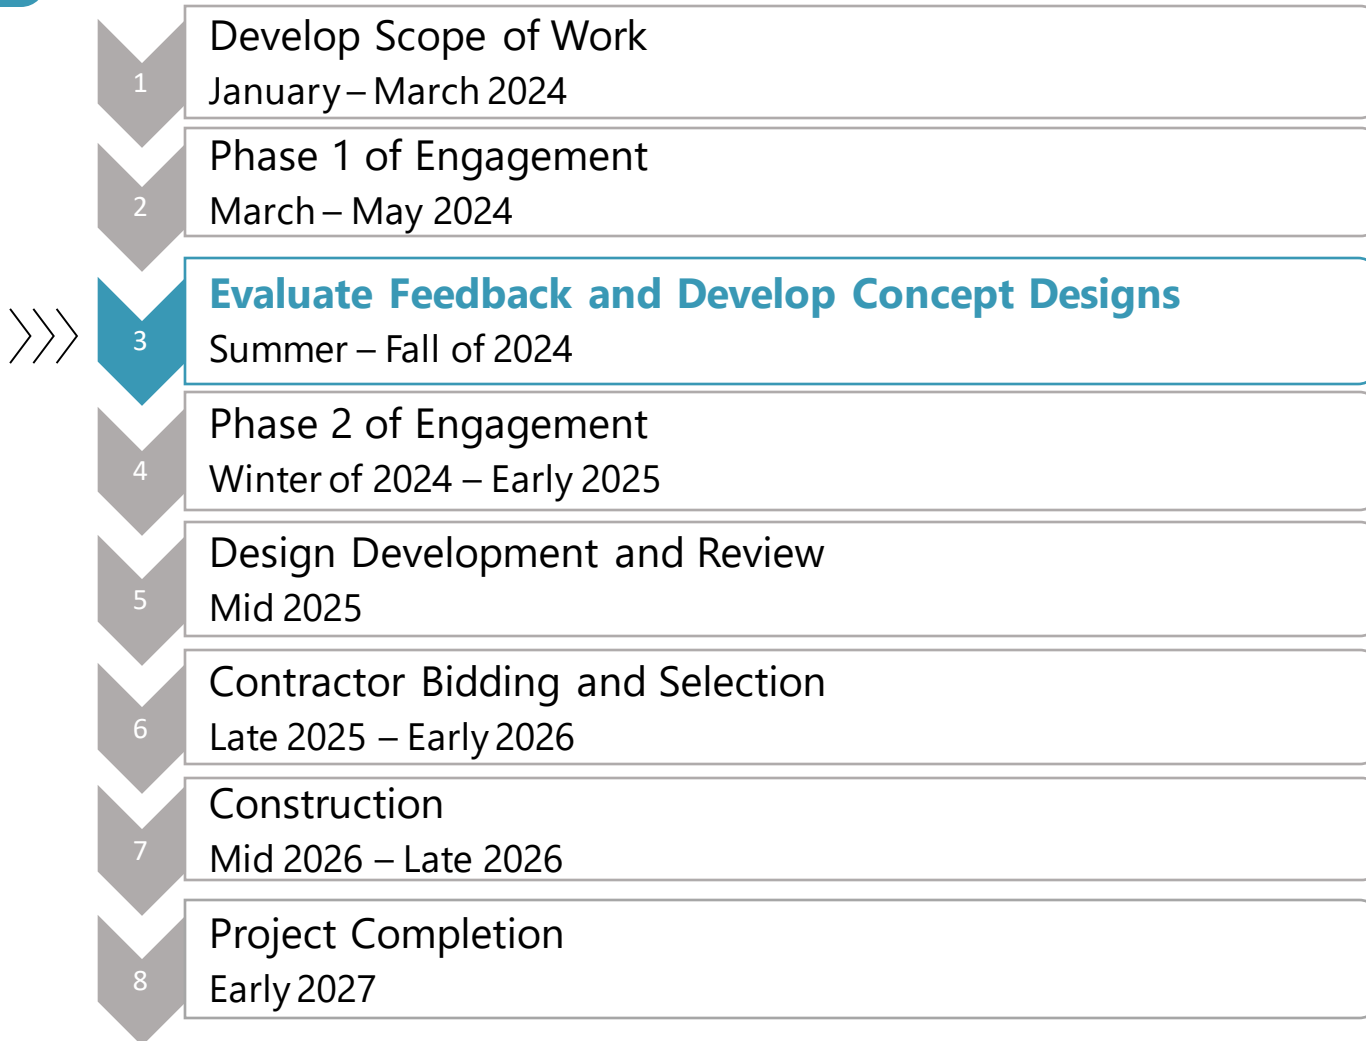 1
Develop Scope of Work
January – March 2024
2
Phase 1 of Engagement
March – May 2024
3
Evaluate Feedback and Develop Concept Designs
Summer – Fall of 2024
4
Phase 2 of Engagement
Winter of 2024 – Early 2025
5
Design Development and Review
Mid 2025
6
Contractor Bidding and Selection
Late 2025 – Early 2026
7
Construction
Mid 2026 – Late 2026
8
Project Completion
Early 2027